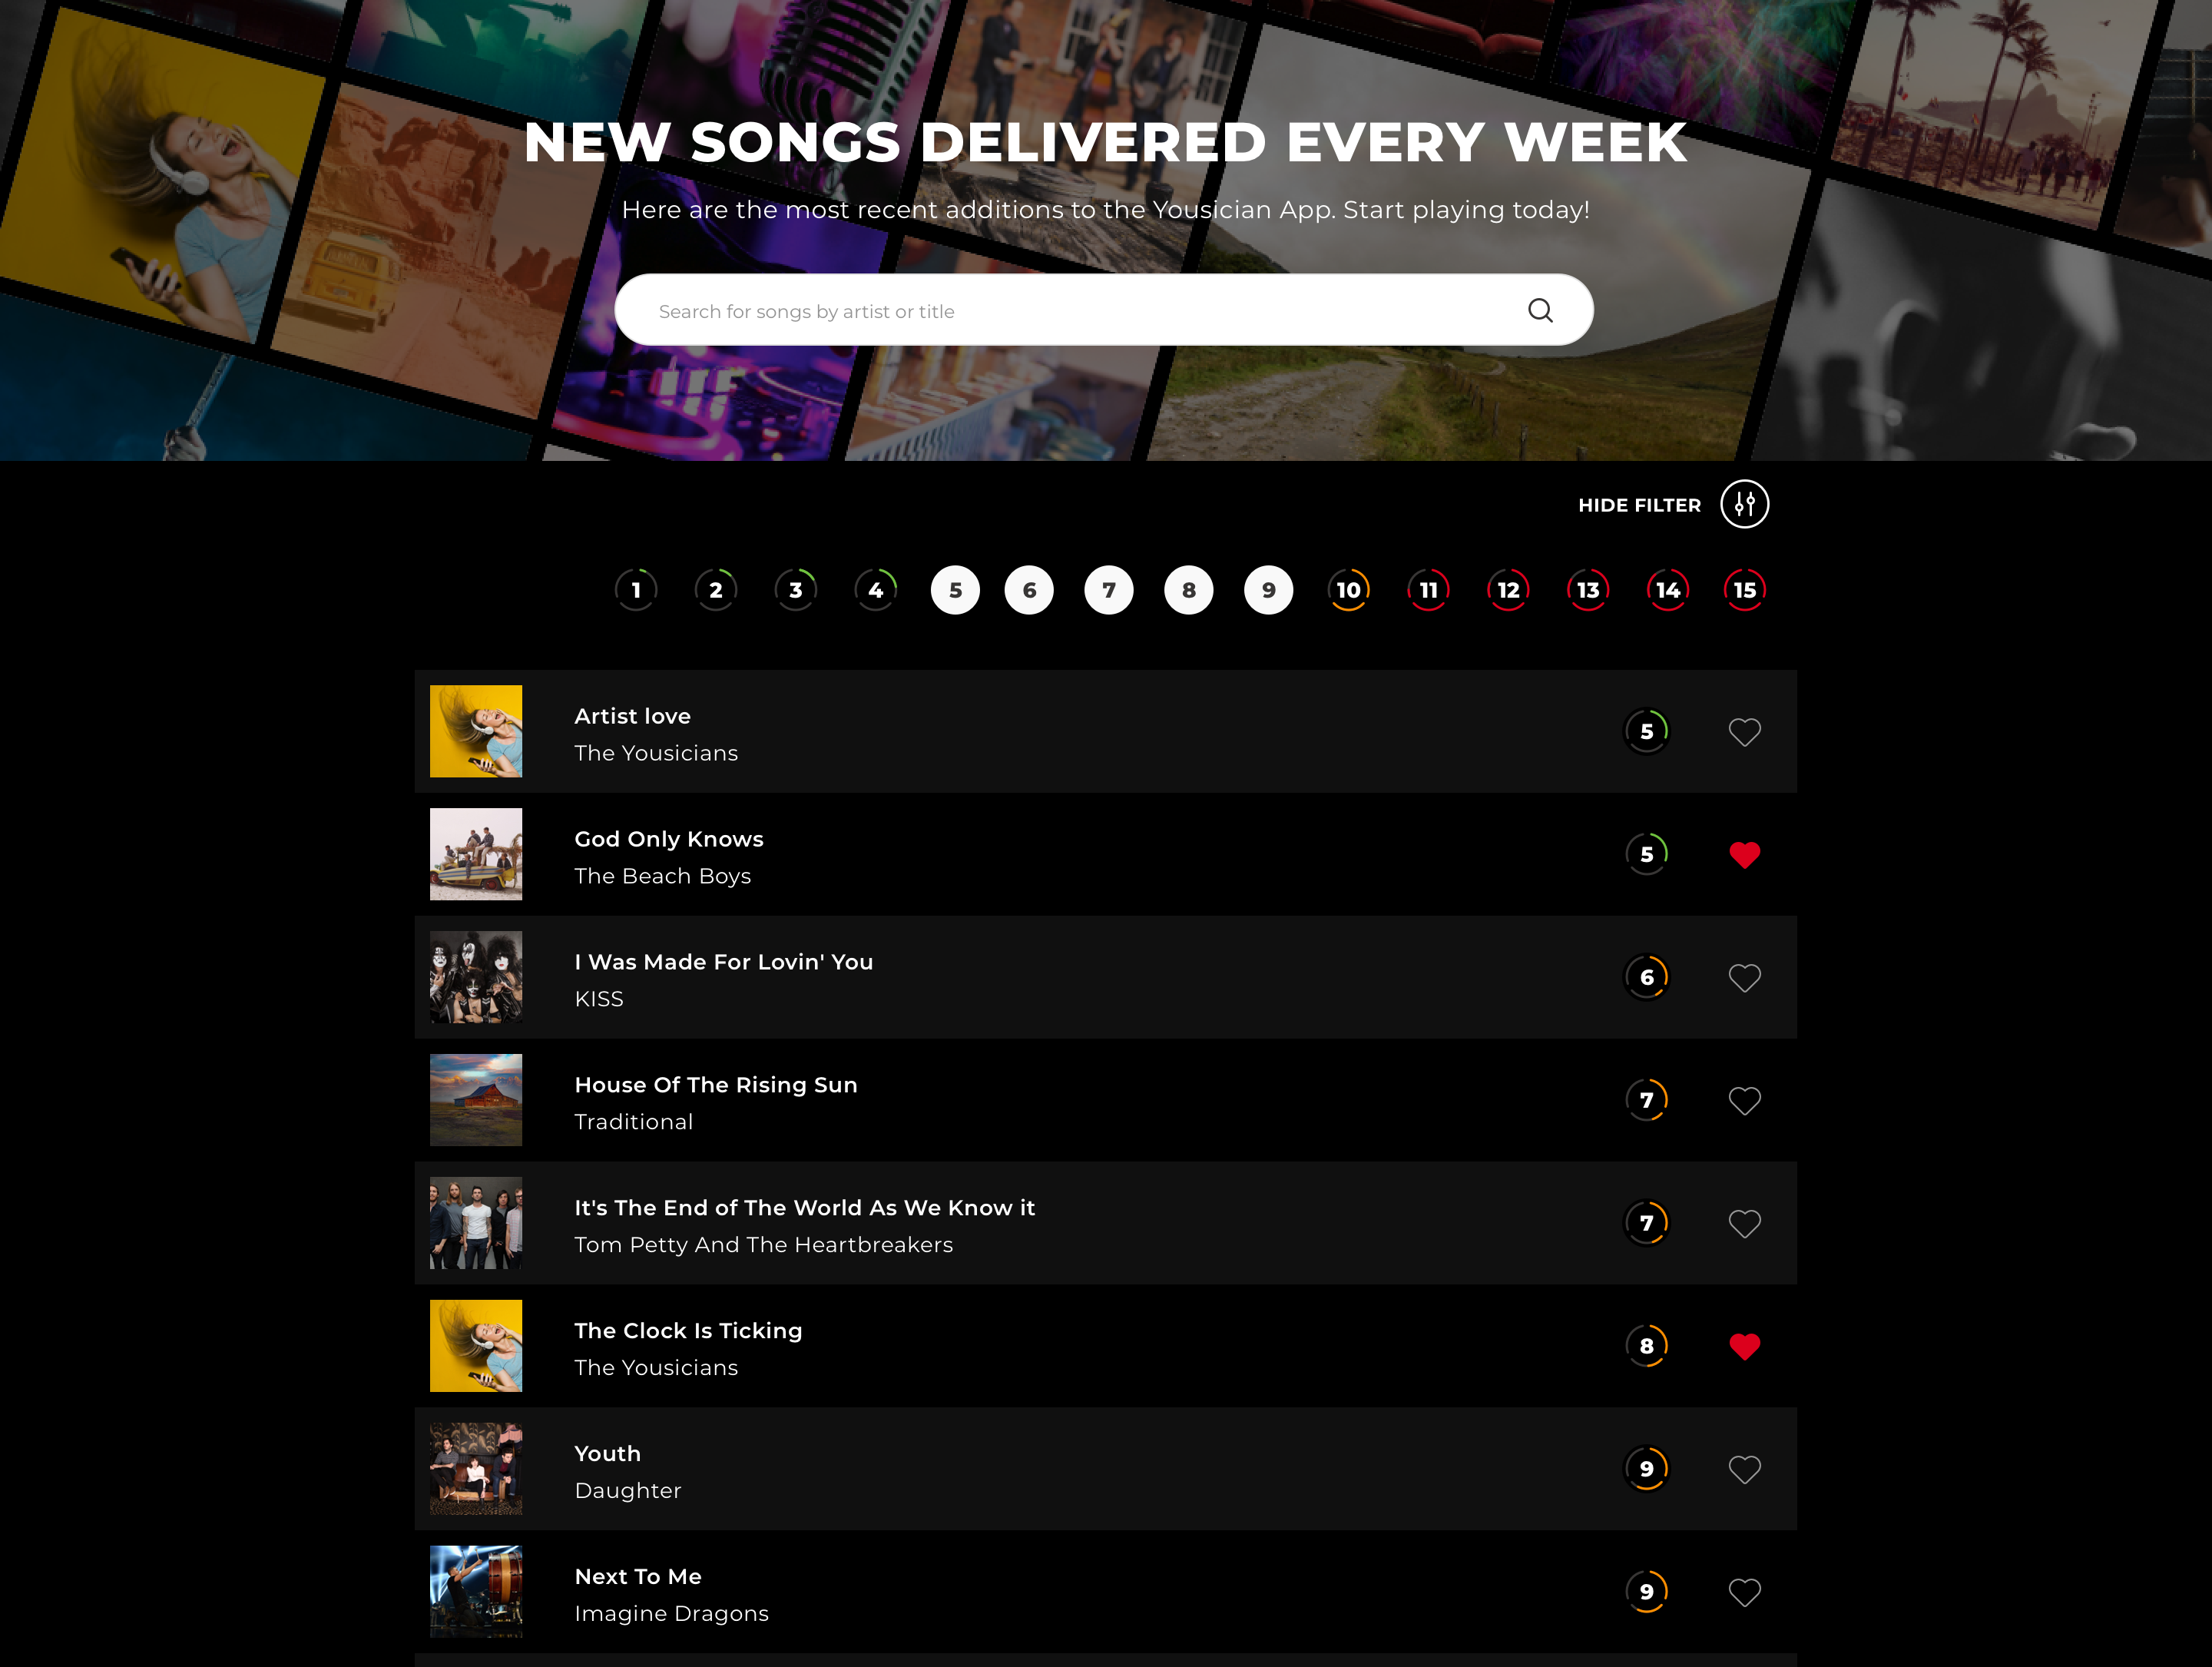 NEW SONGS DELIVERED EVERY WEEK
Here are the most recent additions to the Yousician App. Start playing today!
Search for songs by artist or title
HIDE FILTER
1 2 3 4 5 6 7 8 9 10 11 12 13 14 15
Artist love
The Yousicians
5
God Only Knows
The Beach Boys
5
I Was Made For Lovin' You
KISS
6
House Of The Rising Sun
Traditional
7
It's The End of The World As We Know it
Tom Petty And The Heartbreakers
7
The Clock Is Ticking
The Yousicians
8
Youth
Daughter
9
Next To Me
Imagine Dragons
9